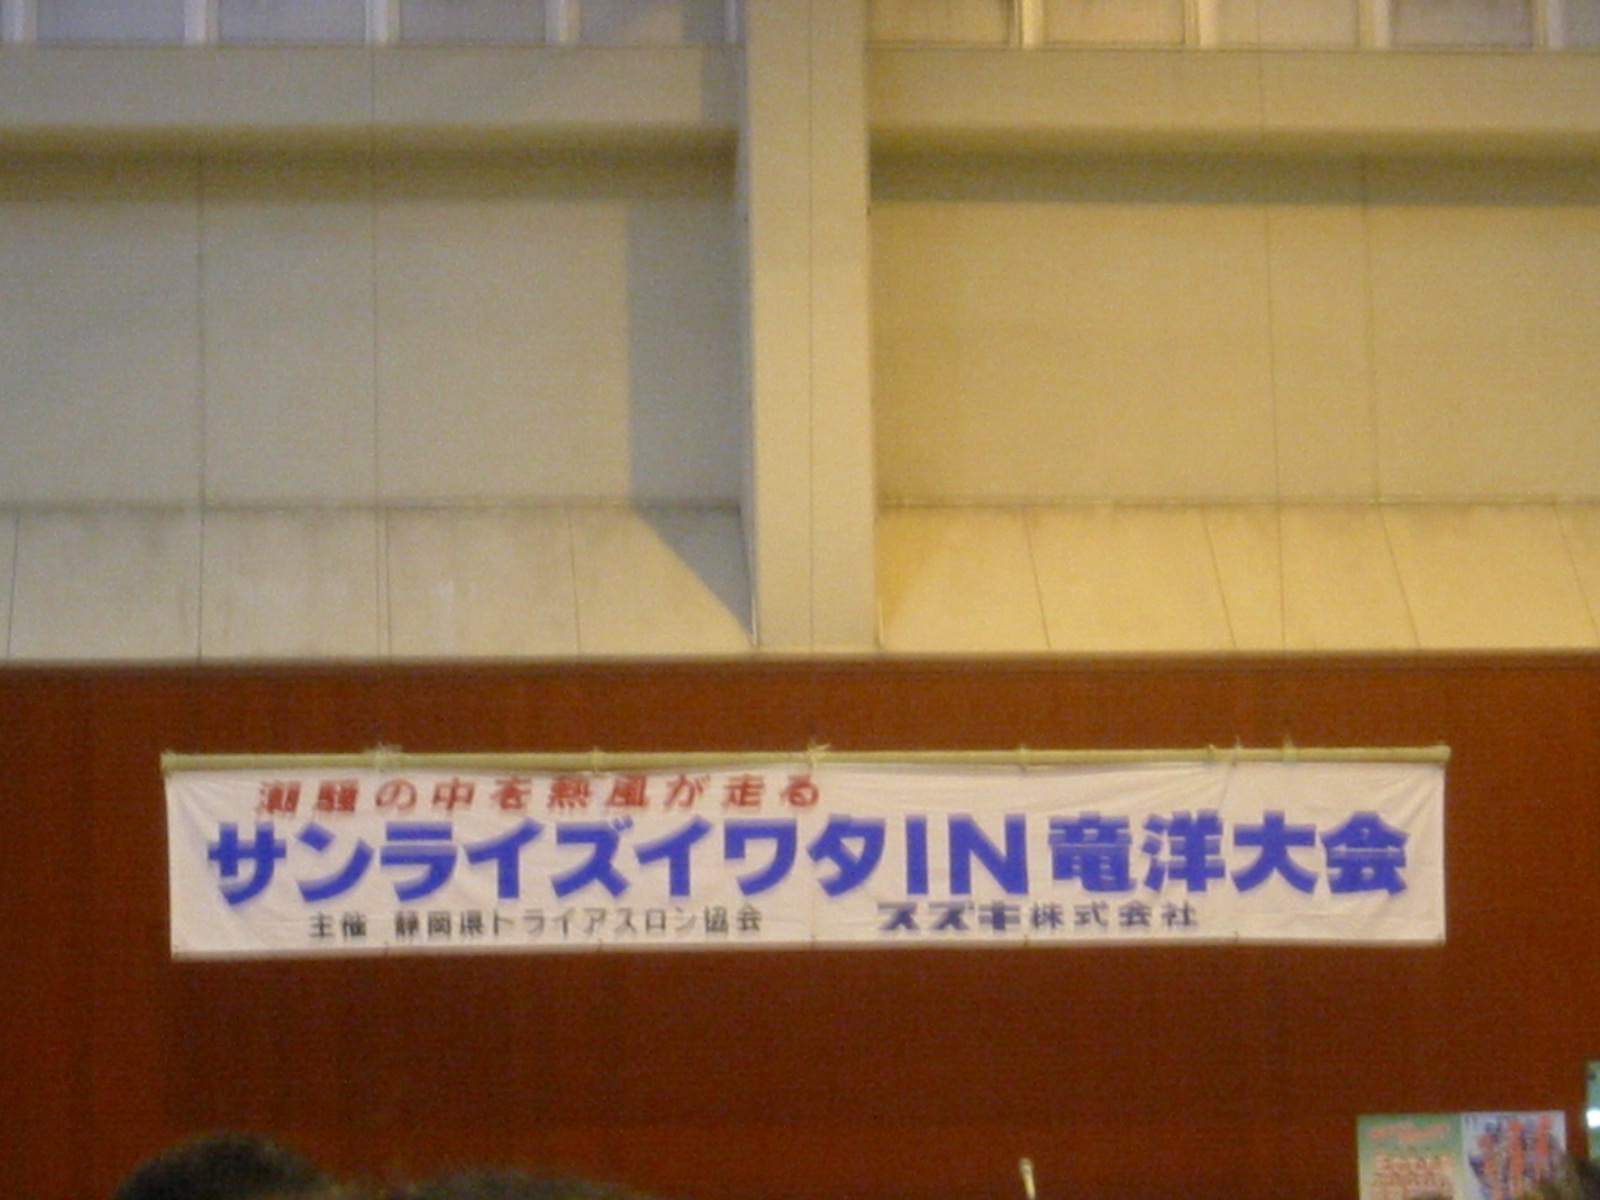 潮騒の中を熱風が走る
サンライズイワタIN竜洋大会
主催 静岡県トライアスロン協会 スズキ株式会社